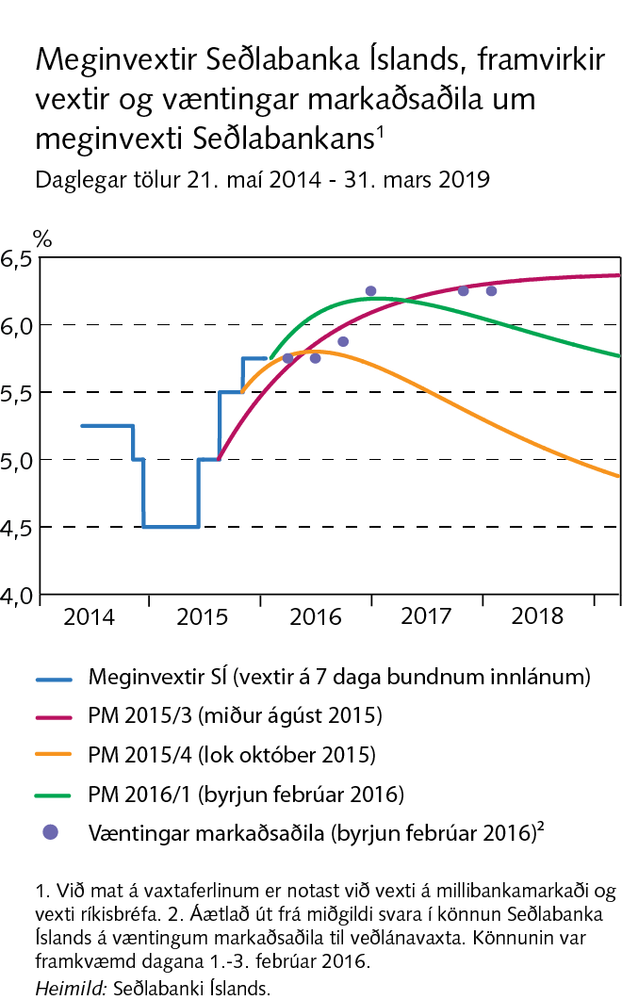 Meginvextir Seðlabanka Íslands, framvirkir
vextir og væntingar markaðsaðila um
meginvexti Seðlabankans¹
Daglegar tölur 21. maí 2014 - 31. mars 2019
%
6,5
6,0
5,5
5,0
4,5
4,0
2014 2015 2016 2017 2018
Meginvextir SÍ (vextir á 7 daga bundnum innlánum)
PM 2015/3 (miður ágúst 2015)
PM 2015/4 (lok október 2015)
PM 2016/1 (byrjun febrúar 2016)
Væntingar markaðsaðila (byrjun febrúar 2016)²
1. Við mat á vaxtaferlinum er notast við vexti á millibankamarkaði og
vexti ríkisbréfa. 2. Áætlað út frá miðgildi svara í könnun Seðlabanka
Íslands á væntingum markaðsaðila til veðlánavaxta. Könnunin var
framkvæmd dagana 1.-3. febrúar 2016.
Heimild: Seðlabanki Íslands.